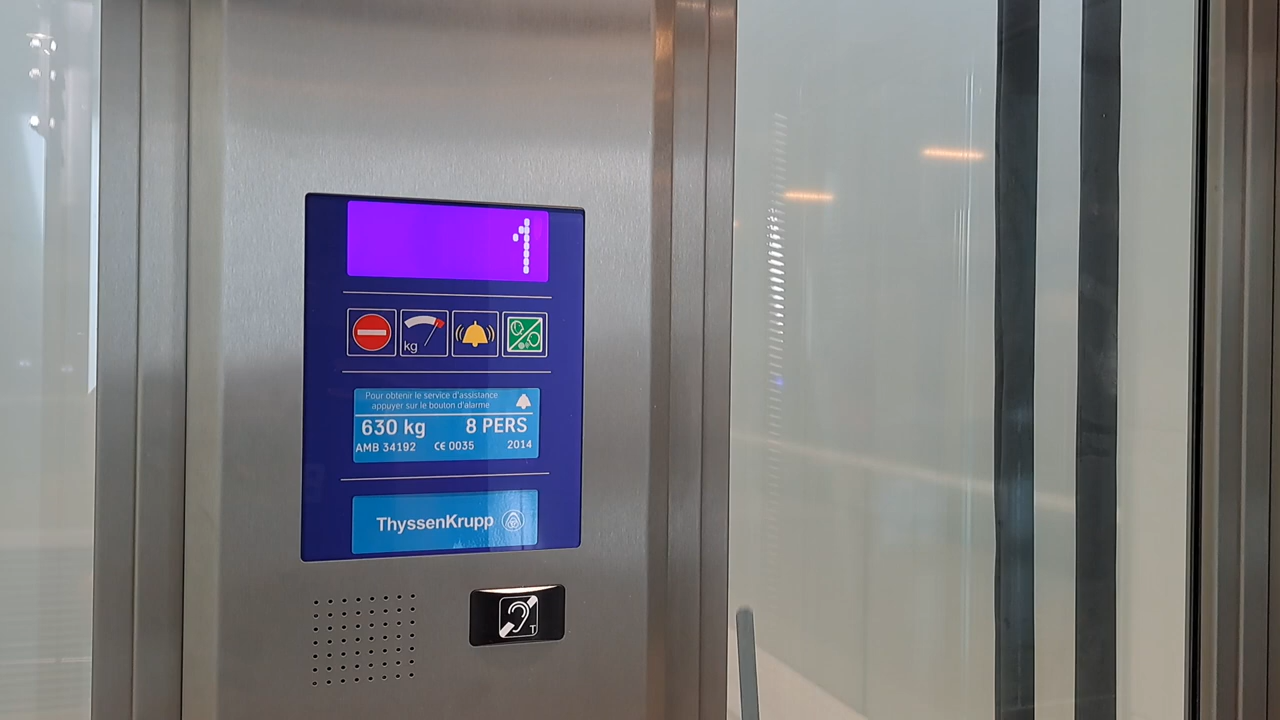 1
kg
Pour obtenir le service d'assistance
appuyer sur le bouton d'alarme
630 kg 8 PERS
AMB 34192 CE 0035 2014
ThyssenKrupp
T